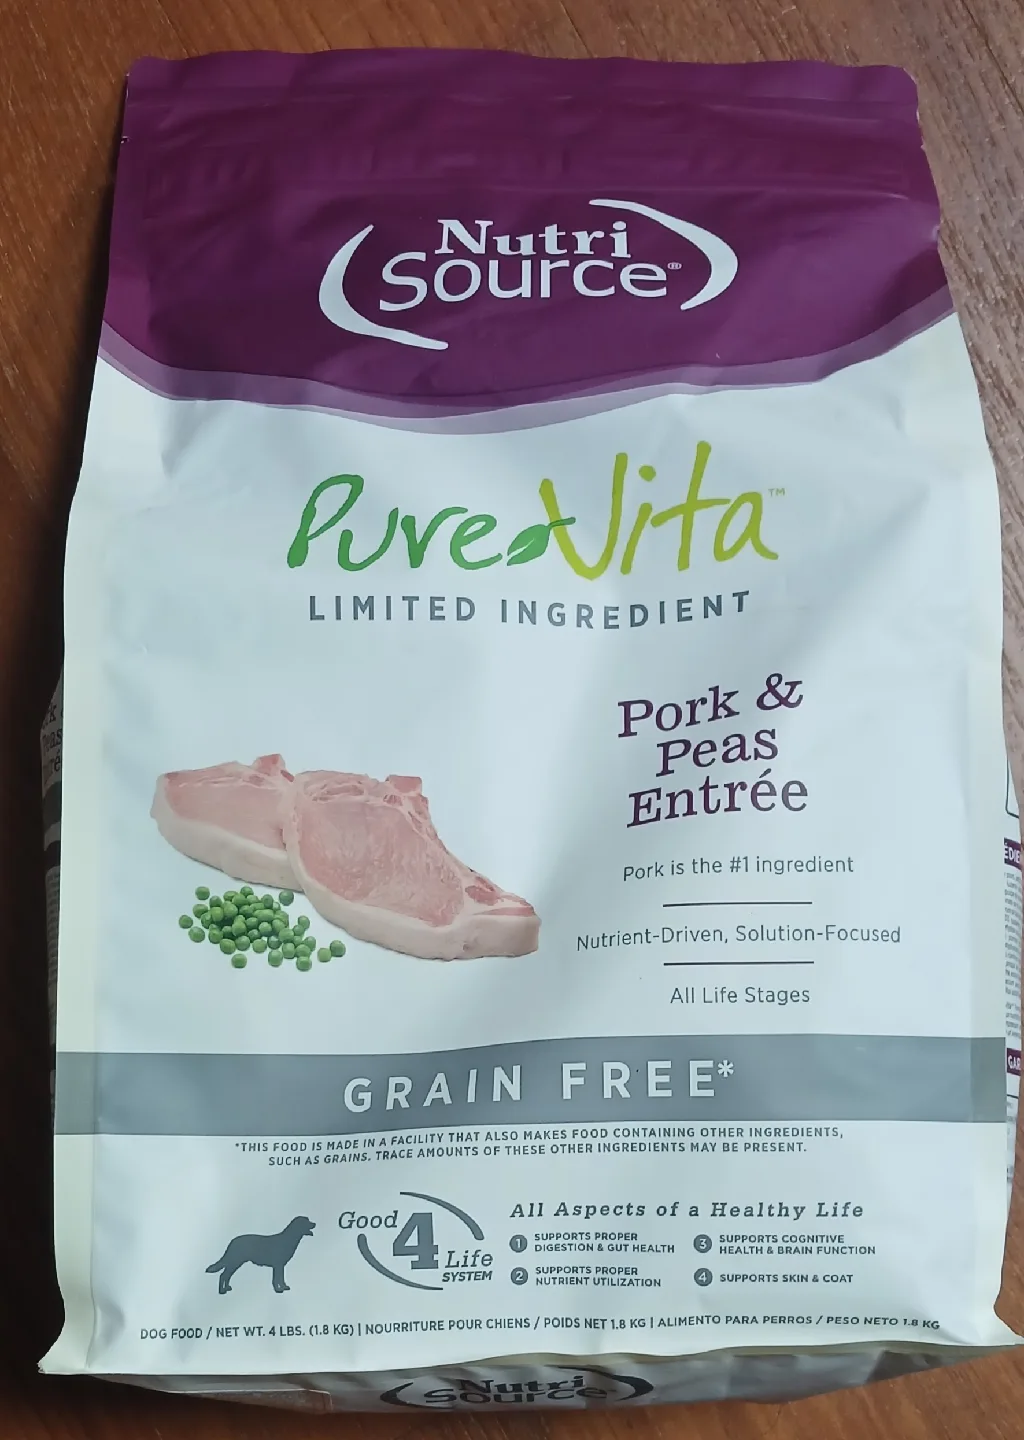 Nutri
Source®
PureVita™
LIMITED INGREDIENT
Pork &
Peas
Entrée
Pork is the #1 ingredient
Nutrient-Driven, Solution-Focused
All Life Stages
GRAIN FREE*
*THIS FOOD IS MADE IN A FACILITY THAT ALSO MAKES FOOD CONTAINING OTHER INGREDIENTS,
SUCH AS GRAINS. TRACE AMOUNTS OF THESE OTHER INGREDIENTS MAY BE PRESENT.
Good
4
Life
SYSTEM
All Aspects of a Healthy Life
1 SUPPORTS PROPER
DIGESTION & GUT HEALTH
2 SUPPORTS PROPER
NUTRIENT UTILIZATION
3 SUPPORTS COGNITIVE
HEALTH & BRAIN FUNCTION
4 SUPPORTS SKIN & COAT
DOG FOOD / NET WT. 4 LBS. (1.8 KG) | NOURRITURE POUR CHIENS / POIDS NET 1.8 KG | ALIMENTO PARA PERROS / PESO NETO 1.8 KG
Nutri
Source